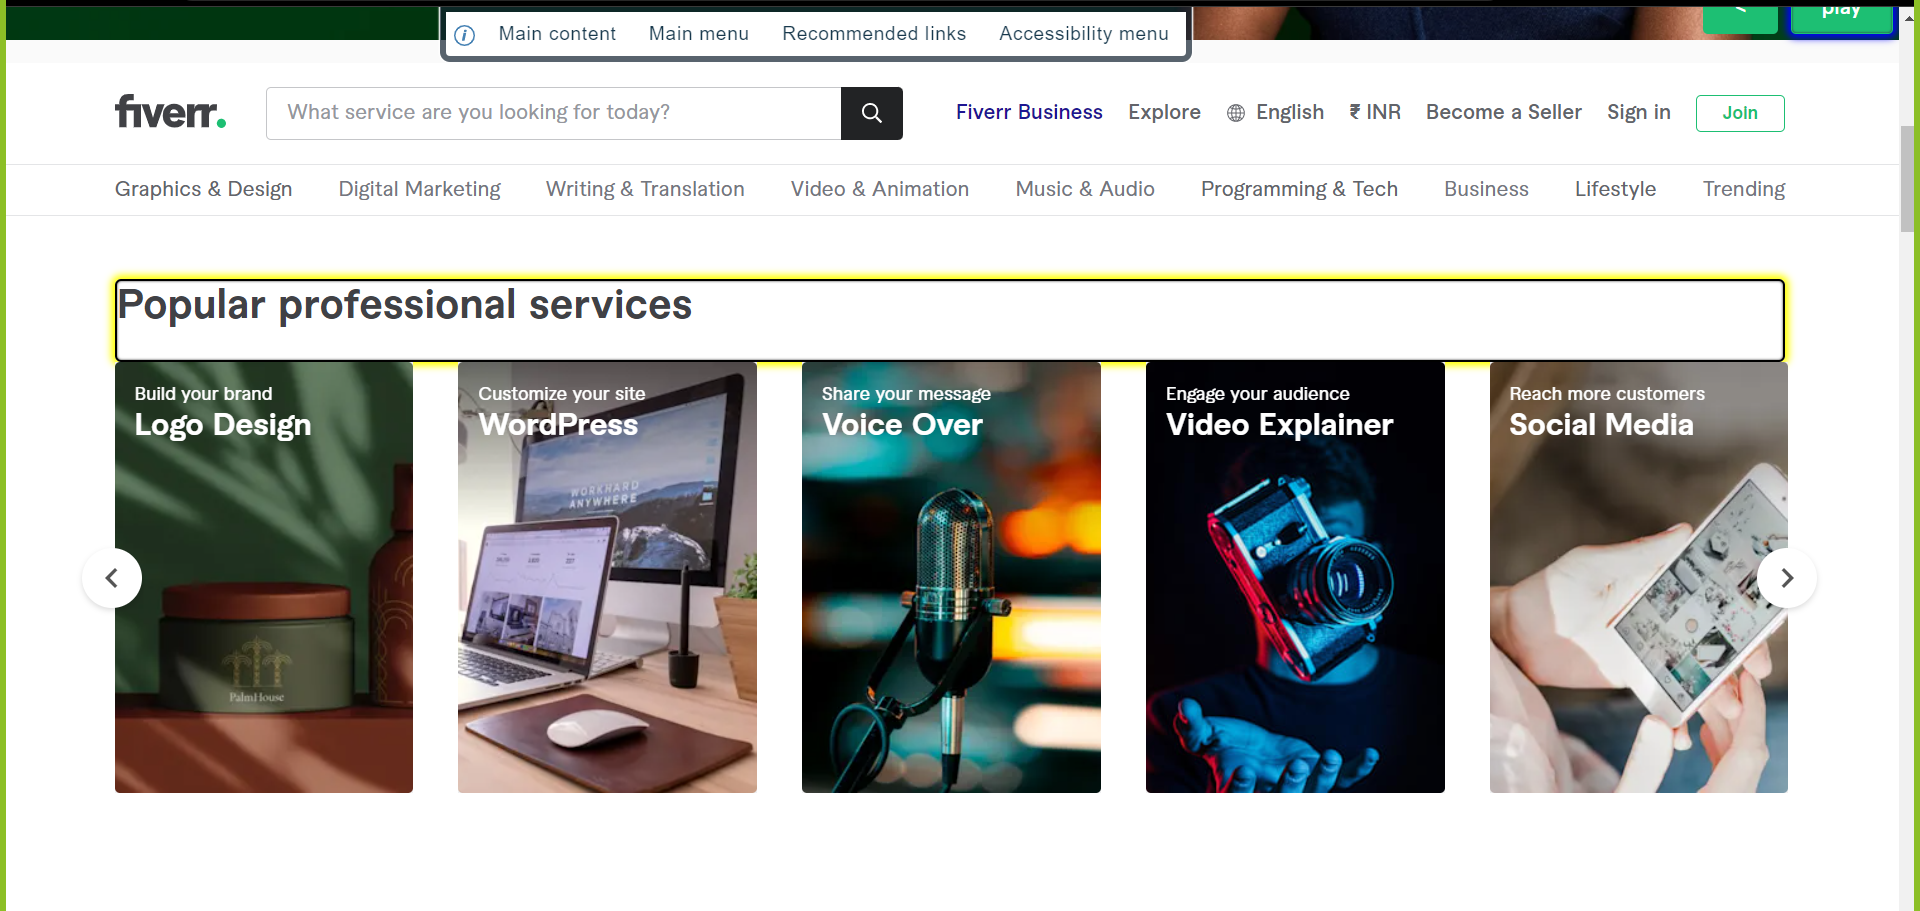 Main content Main menu Recommended links Accessibility menu
play
fiverr.
What service are you looking for today?
Fiverr Business Explore English ₹ INR Become a Seller Sign in Join
Graphics & Design Digital Marketing Writing & Translation Video & Animation Music & Audio Programming & Tech Business Lifestyle Trending
Popular professional services
Build your brand
Logo Design
Customize your site
WordPress
Share your message
Voice Over
Engage your audience
Video Explainer
Reach more customers
Social Media
WORKHARD
ANYWHERE
PalmHouse